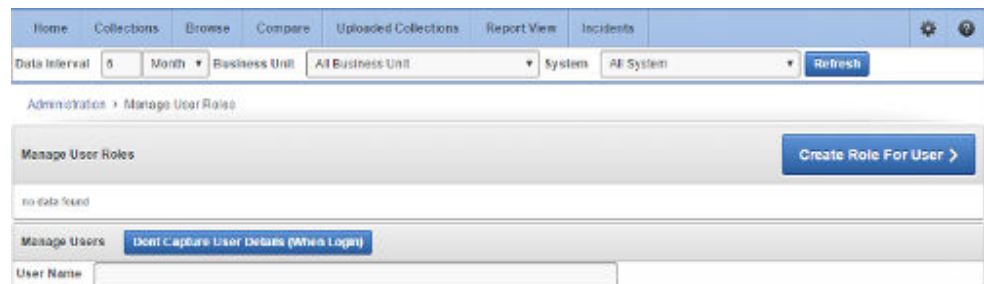 Home Collections Browse Compare Uploaded Collections Report View Incidents
Data Interval 6 Month Business Unit All Business Unit System All System Refresh
Administration › Manage User Roles
Manage User Roles Create Role For User
no data found
Manage Users Dont Capture User Details (When Login)
User Name